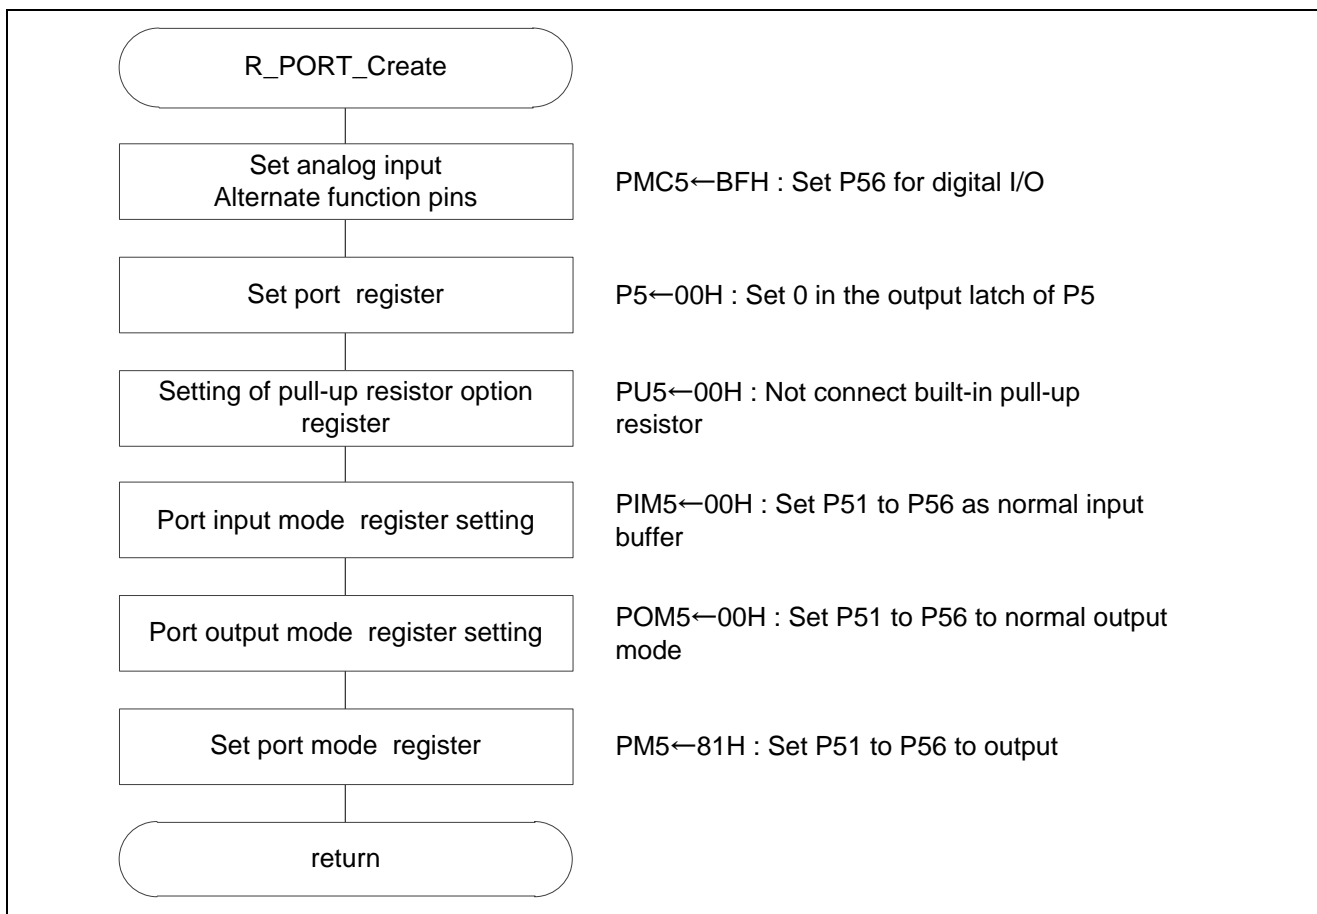 R_PORT_Create
Set analog input
Alternate function pins
PMC5←BFH : Set P56 for digital I/O
Set port register
P5←00H : Set 0 in the output latch of P5
Setting of pull-up resistor option
register
PU5←00H : Not connect built-in pull-up
resistor
Port input mode register setting
PIM5←00H : Set P51 to P56 as normal input
buffer
Port output mode register setting
POM5←00H : Set P51 to P56 to normal output
mode
Set port mode register
PM5←81H : Set P51 to P56 to output
return